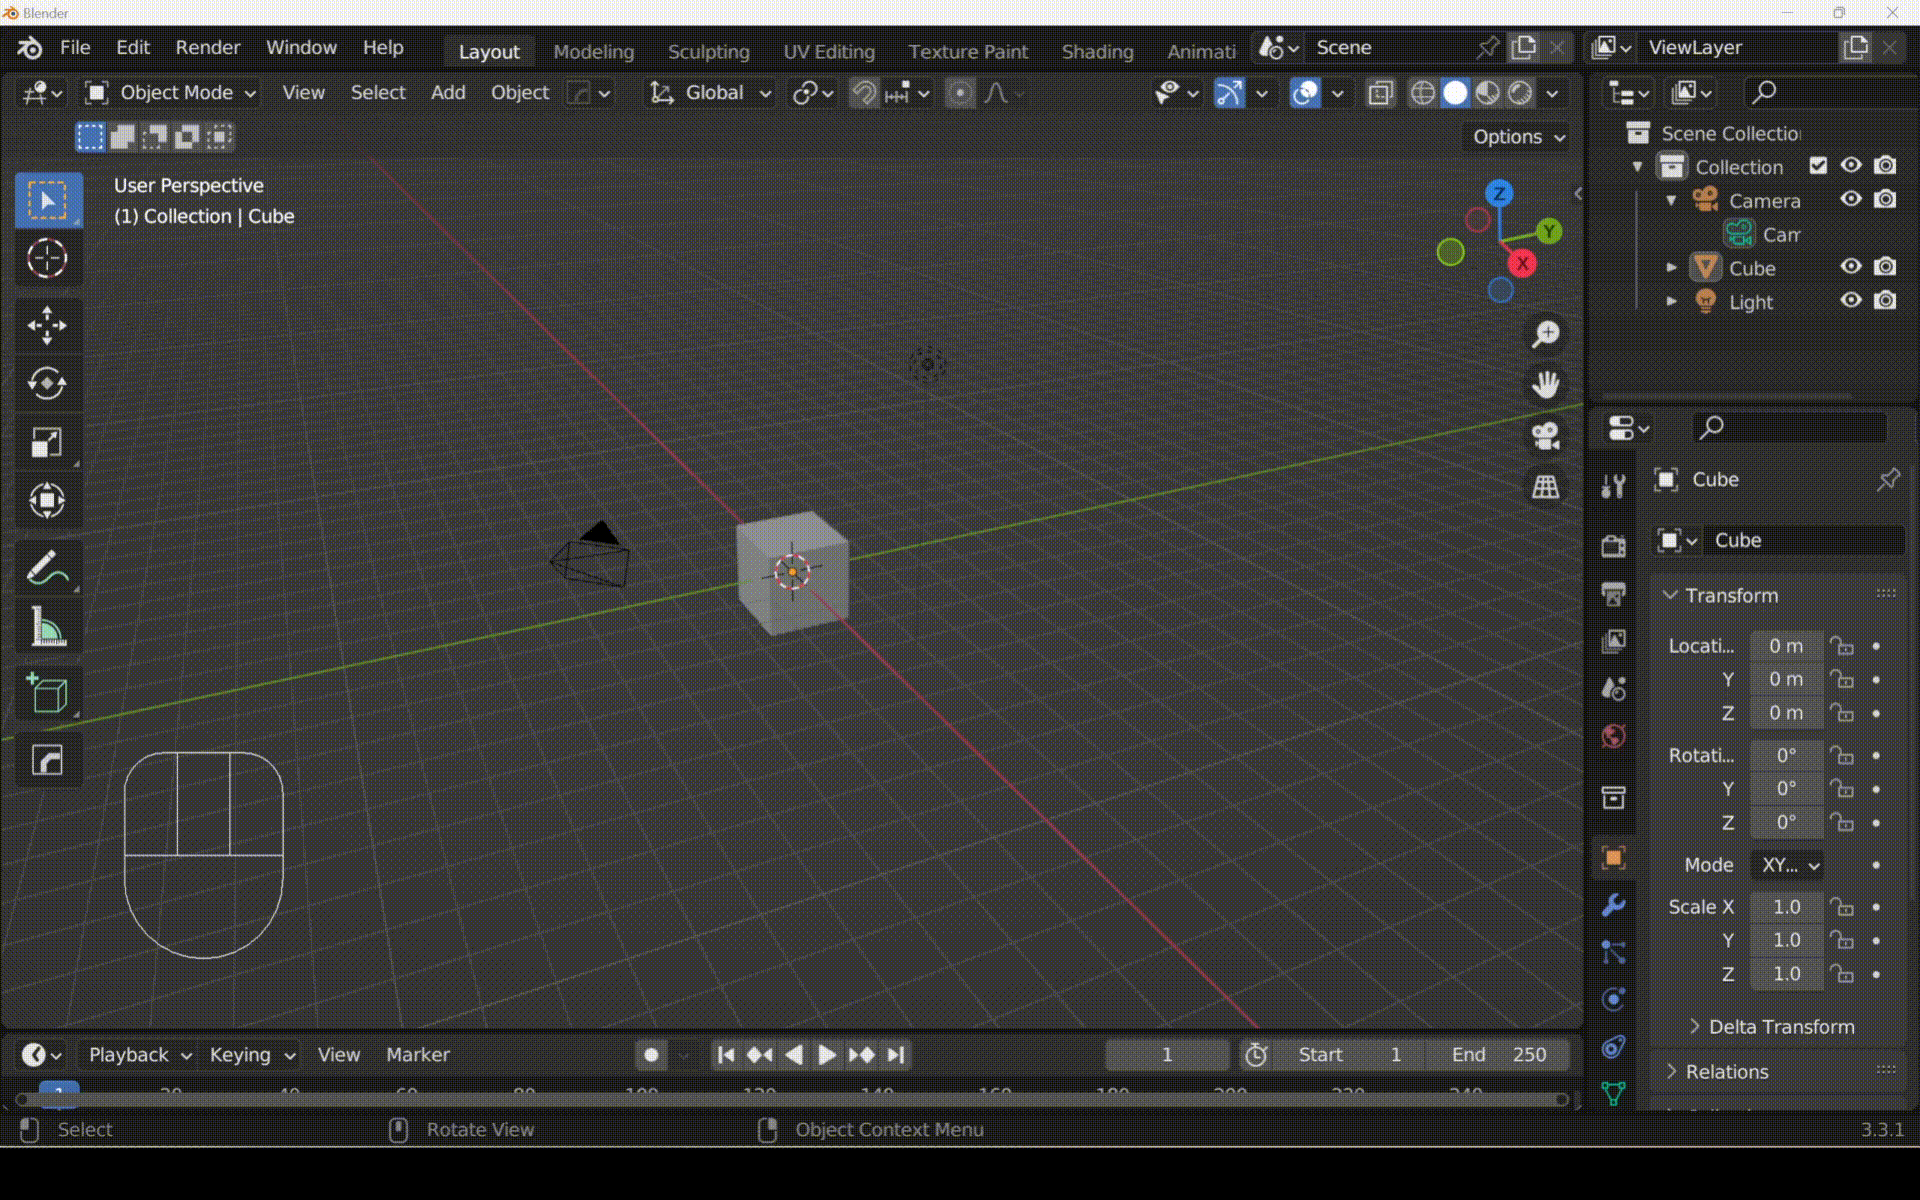 Blender
File Edit Render Window Help Layout Modeling Sculpting UV Editing Texture Paint Shading Animati Scene ViewLayer
Object Mode View Select Add Object Global
Options
User Perspective
(1) Collection | Cube
Z
Y
X
Scene Collectio
Collection
Camera
Cam
Cube
Light
Cube
Cube
Transform
Locati... 0 m
Y 0 m
Z 0 m
Rotati... 0°
Y 0°
Z 0°
Mode XY...
Scale X 1.0
Y 1.0
Z 1.0
Delta Transform
Relations
Playback Keying View Marker 1 Start 1 End 250
1 20 40 60 80 100 120 140 160 180 200 220 240
Select Rotate View Object Context Menu 3.3.1